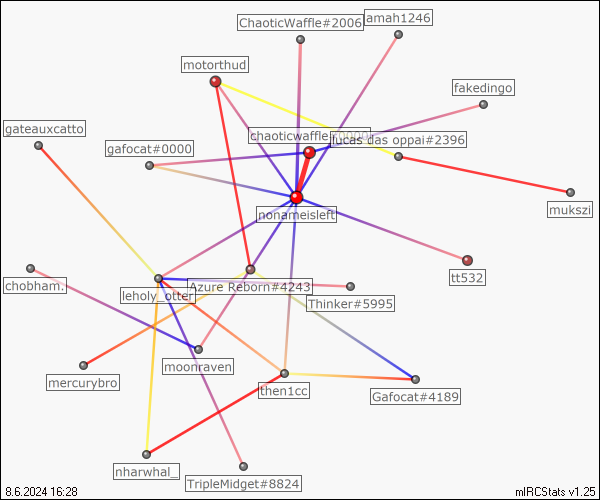 ChaoticWaffle#2006
amah1246
motorthud
fakedingo
gateauxcatto
chaoticwaffle
lucas das oppai#2396
gafocat#0000
mukszi
nonameisleft
tt532
chobham.
leholy_otter
Azure Reborn#4243
Thinker#5995
moonraven
mercurybro
then1cc
Gafocat#4189
nharwhal_
TripleMidget#8824
8.6.2024 16:28
mIRCStats v1.25